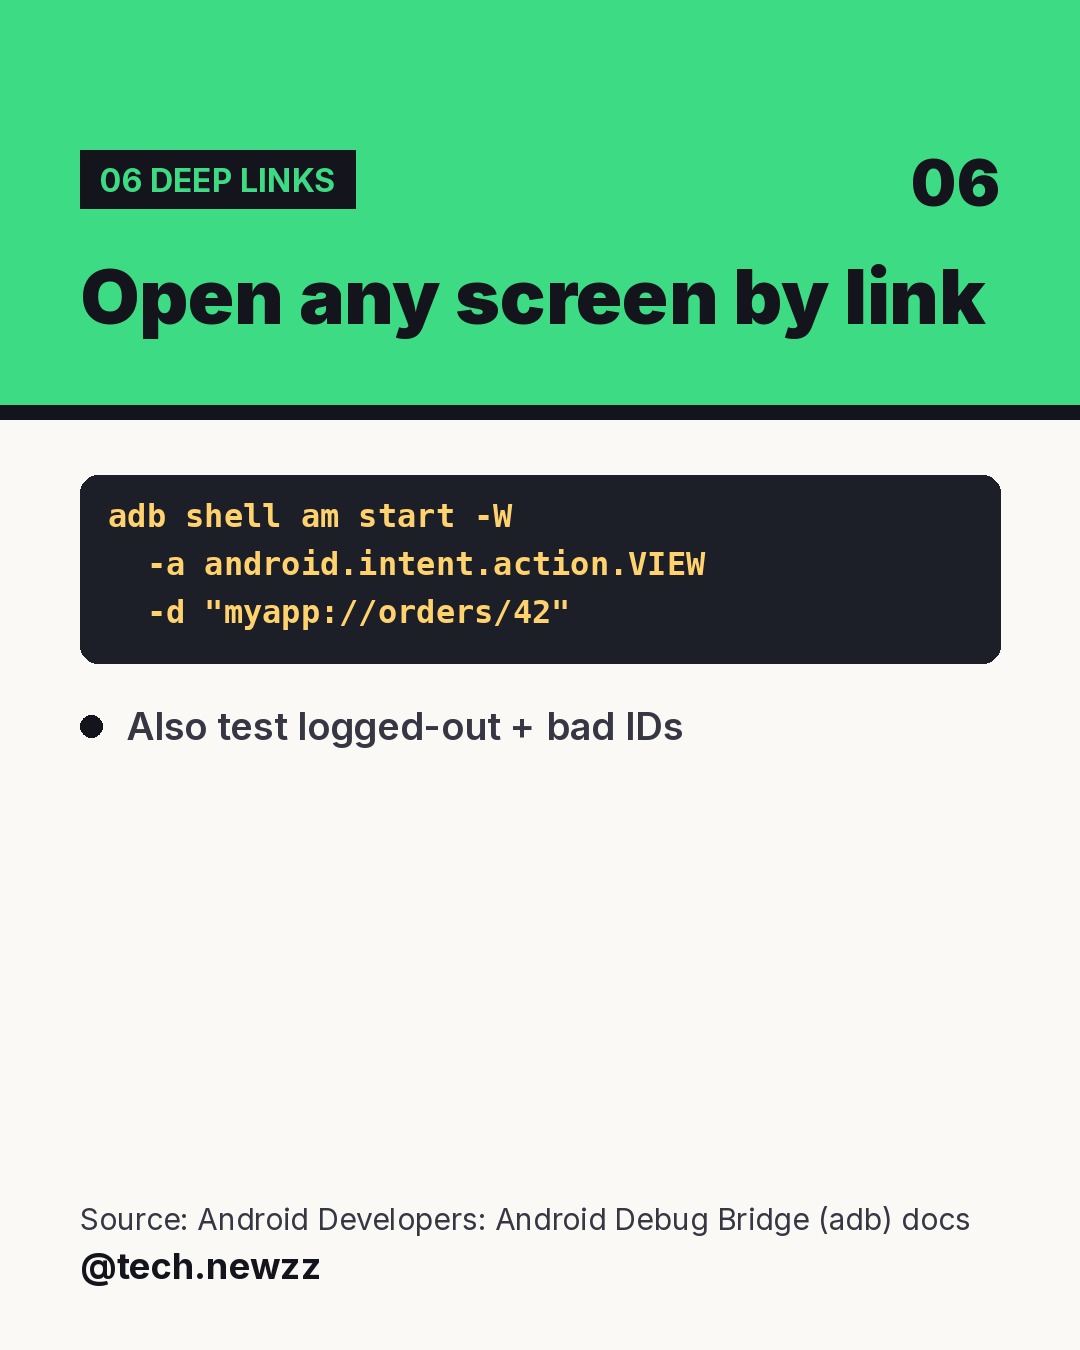 06 DEEP LINKS
06
Open any screen by link
adb shell am start -W
  -a android.intent.action.VIEW
  -d "myapp://orders/42"
Also test logged-out + bad IDs
Source: Android Developers: Android Debug Bridge (adb) docs
@tech.newzz